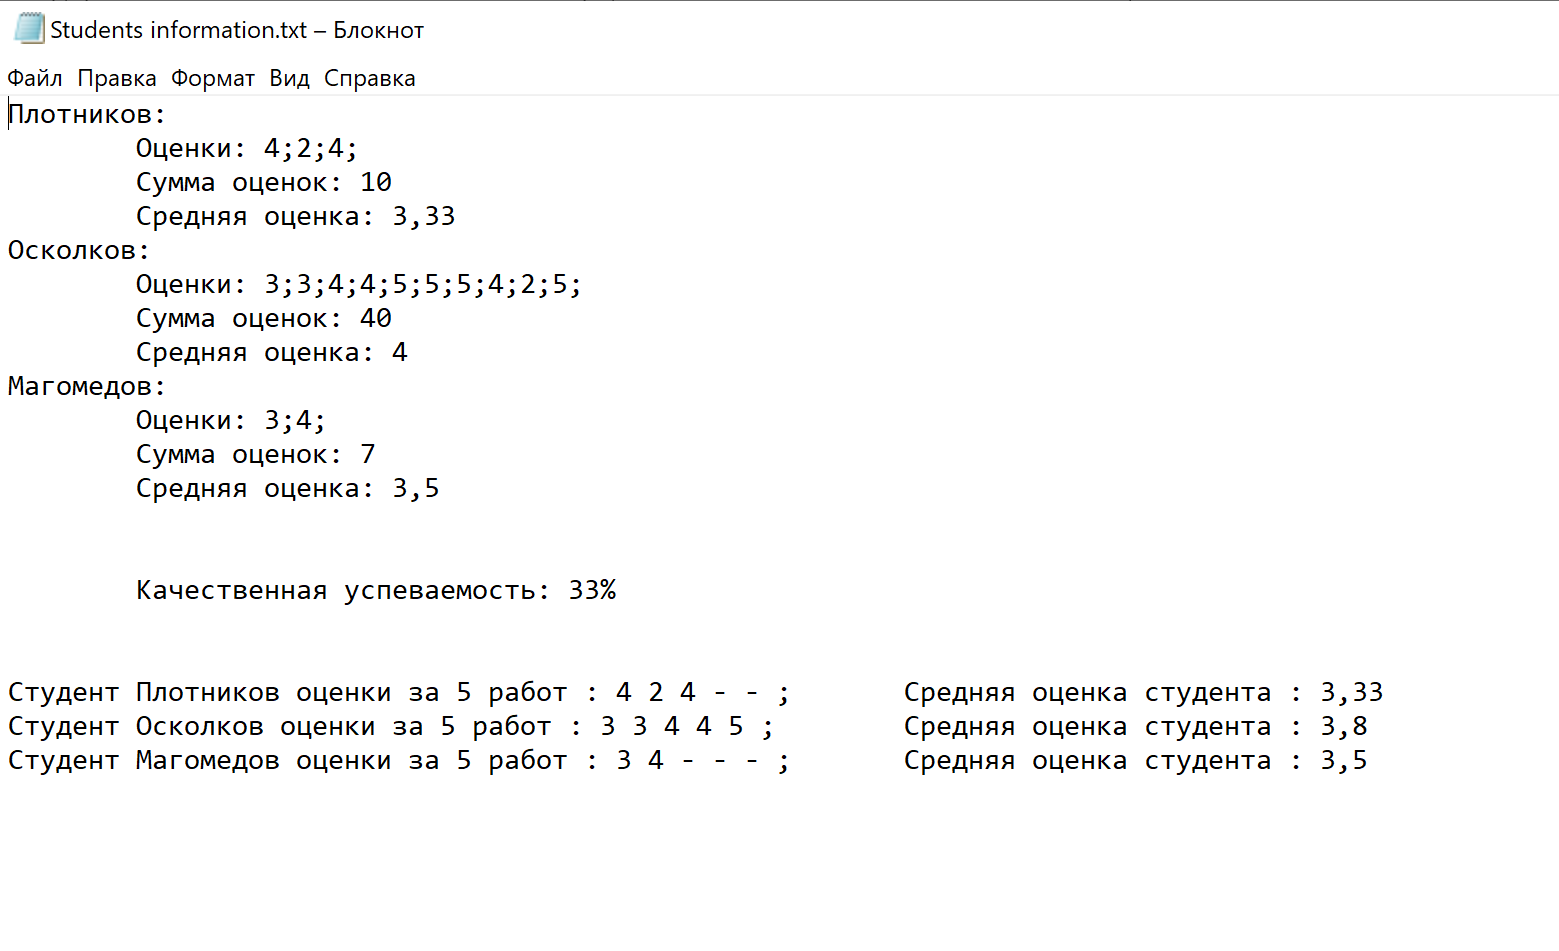 Students information.txt – Блокнот
Файл Правка Формат Вид Справка
Плотников:
Оценки: 4;2;4;
Сумма оценок: 10
Средняя оценка: 3,33
Осколков:
Оценки: 3;3;4;4;5;5;5;4;2;5;
Сумма оценок: 40
Средняя оценка: 4
Магомедов:
Оценки: 3;4;
Сумма оценок: 7
Средняя оценка: 3,5
Качественная успеваемость: 33%
Студент Плотников оценки за 5 работ : 4 2 4 - - ; Средняя оценка студента : 3,33
Студент Осколков оценки за 5 работ : 3 3 4 4 5 ; Средняя оценка студента : 3,8
Студент Магомедов оценки за 5 работ : 3 4 - - - ; Средняя оценка студента : 3,5